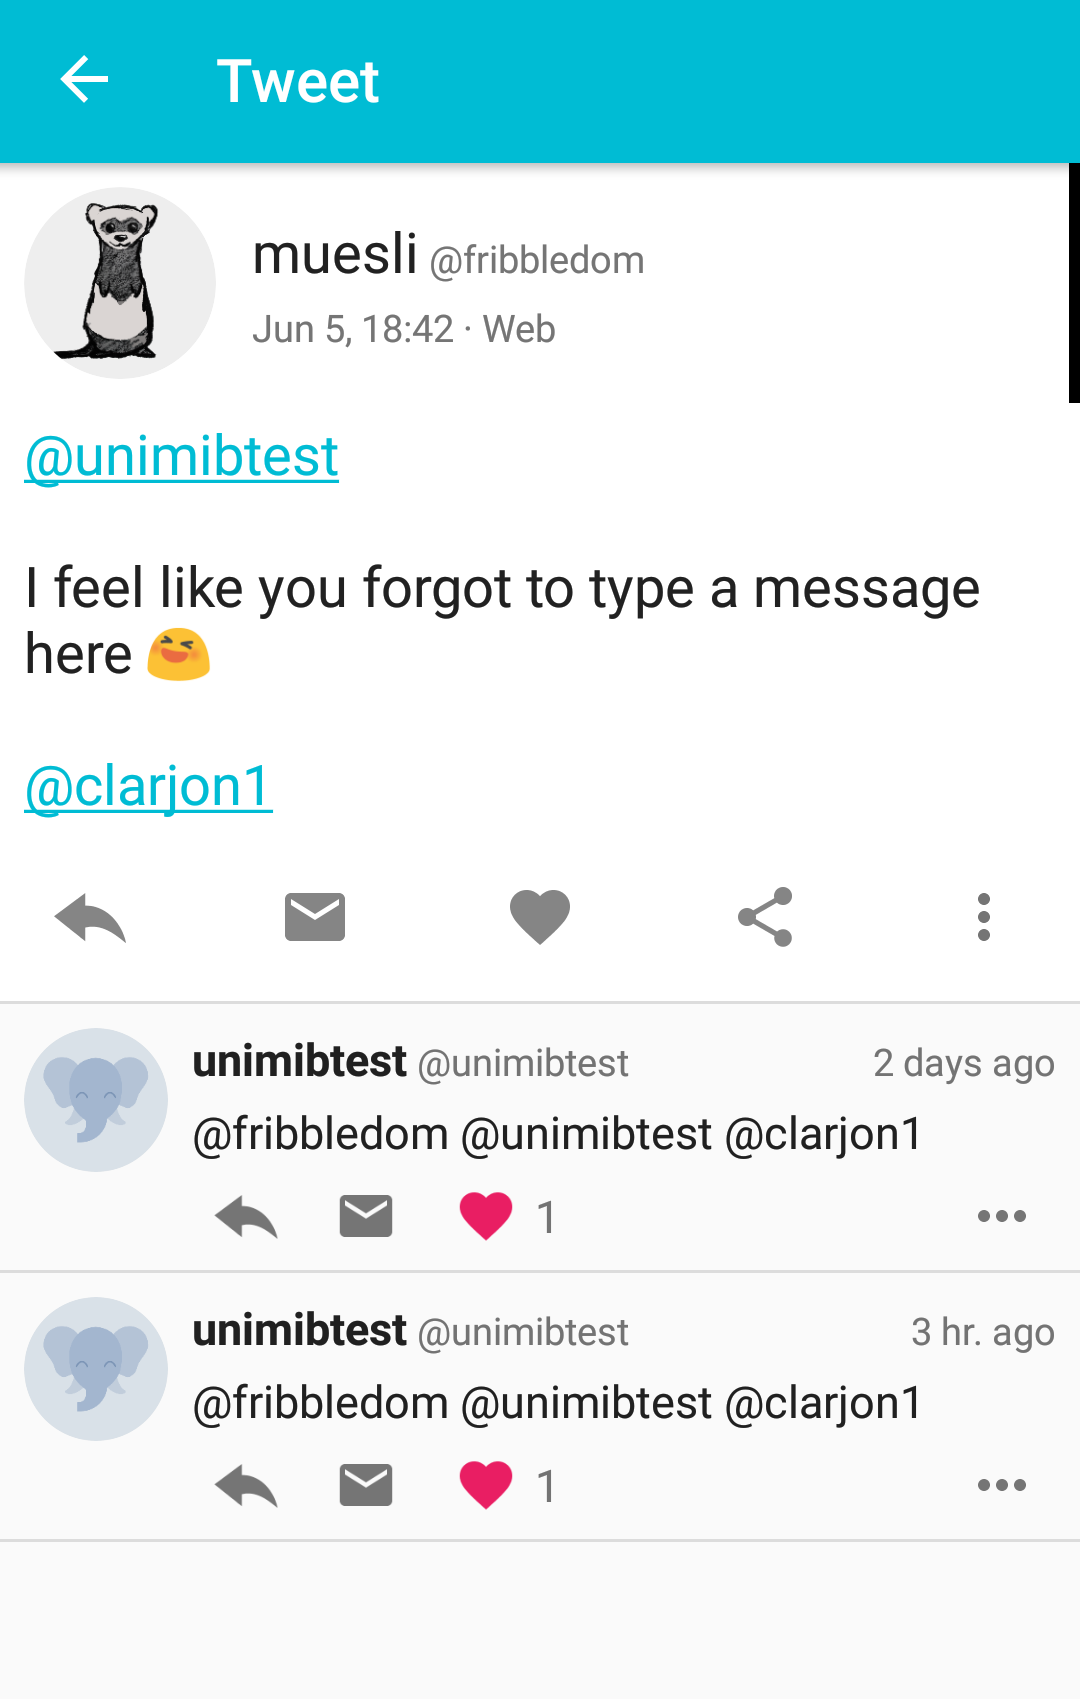 Tweet
muesli @fribbledom
Jun 5, 18:42 · Web
@unimibtest
I feel like you forgot to type a message
here 😆
@clarjon1
unimibtest @unimibtest 2 days ago
@fribbledom @unimibtest @clarjon1
1
unimibtest @unimibtest 3 hr. ago
@fribbledom @unimibtest @clarjon1
1